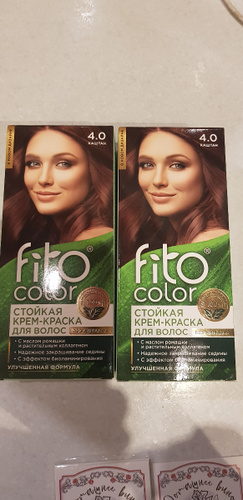 4.0
КАШТАН
fito®
color
СТОЙКАЯ
КРЕМ-КРАСКА
ДЛЯ ВОЛОС
• С маслом ромашки
и растительным коллагеном
• Надежное закрашивание седины
• С эффектом биоламинирования
УЛУЧШЕННАЯ ФОРМУЛА
4.0
КАШТАН
fito®
color
СТОЙКАЯ
КРЕМ-КРАСКА
ДЛЯ ВОЛОС
• С маслом ромашки
и растительным коллагеном
• Надежное закрашивание седины
• С эффектом биоламинирования
УЛУЧШЕННАЯ ФОРМУЛА